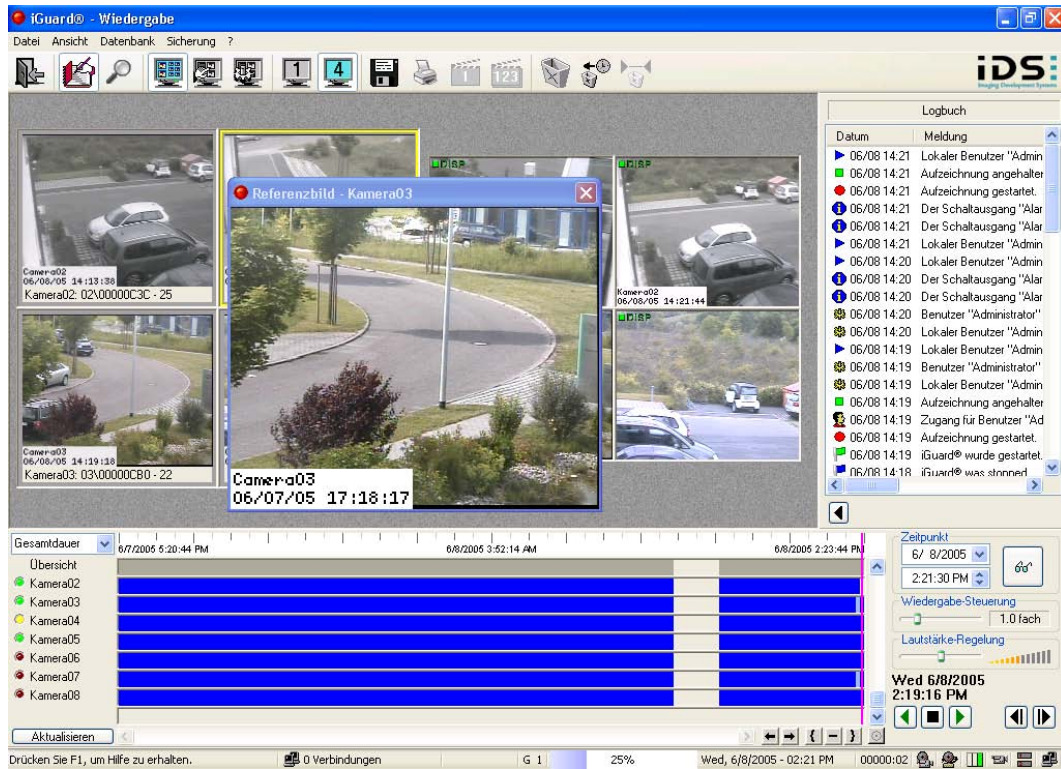 iGuard® - Wiedergabe
Datei Ansicht Datenbank Sicherung ?
1 4 1 123
iDS:
Imaging Development Systems
Camera02
06/08/05 14:13:38
Kamera02: 02\00000C3C - 25
DISP
DISP
Camera02
06/08/05 14:21:44
Camera03
06/08/05 14:19:18
Kamera03: 03\00000CB0 - 22
DISP
Referenzbild - Kamera03
Camera03
06/07/05 17:18:17
Logbuch
Datum Meldung
06/08 14:21 Lokaler Benutzer "Admin
06/08 14:21 Aufzeichnung angehalten
06/08 14:21 Aufzeichnung gestartet.
06/08 14:21 Der Schaltausgang "Alar
06/08 14:21 Der Schaltausgang "Alar
06/08 14:21 Lokaler Benutzer "Admin
06/08 14:20 Lokaler Benutzer "Admin
06/08 14:20 Der Schaltausgang "Alar
06/08 14:20 Der Schaltausgang "Alar
06/08 14:20 Benutzer "Administrator"
06/08 14:20 Lokaler Benutzer "Admin
06/08 14:19 Lokaler Benutzer "Admin
06/08 14:19 Benutzer "Administrator"
06/08 14:19 Lokaler Benutzer "Admin
06/08 14:19 Aufzeichnung angehalten
06/08 14:19 Zugang für Benutzer "Ad
06/08 14:19 Aufzeichnung gestartet.
06/08 14:19 iGuard® wurde gestartet.
06/08 14:18 iGuard® was stopped
Gesamtdauer
6/7/2005 5:20:44 PM 6/8/2005 3:52:14 AM 6/8/2005 2:23:44 PM
Übersicht
Kamera02
Kamera03
Kamera04
Kamera05
Kamera06
Kamera07
Kamera08
Aktualisieren
Zeitpunkt
6/ 8/2005
2:21:30 PM
Wiedergabe-Steuerung
1.0 fach
Lautstärke-Regelung
Wed 6/8/2005
2:19:16 PM
Drücken Sie F1, um Hilfe zu erhalten. 0 Verbindungen G 1 25% Wed, 6/8/2005 - 02:21 PM 00000:02